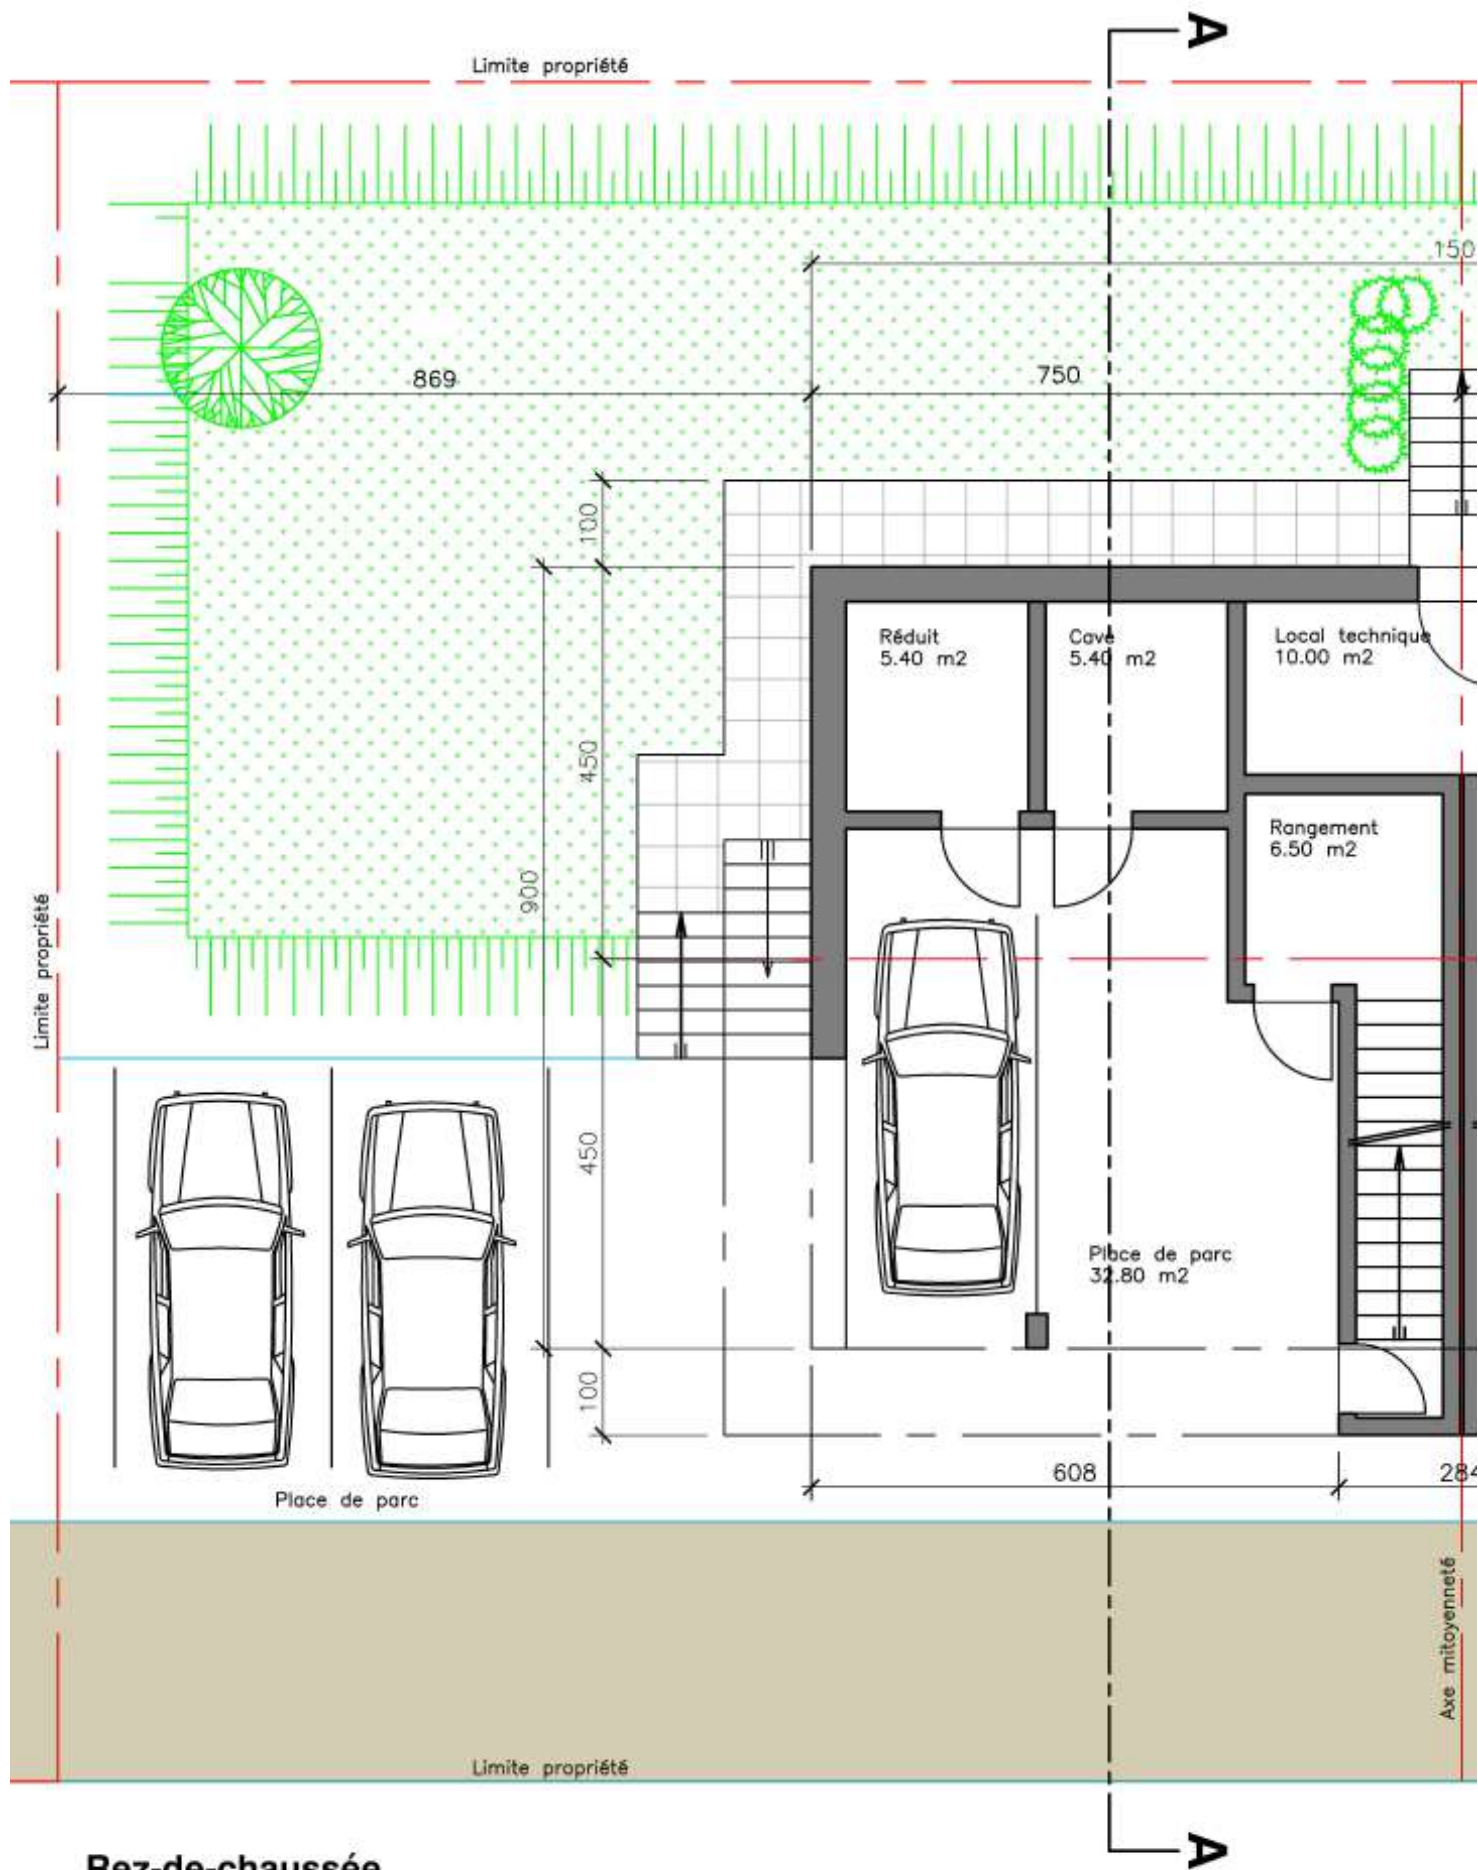 A
Limite propriété
150
869
750
100
Réduit
5.40 m2
Cave
5.40 m2
Local technique
10.00 m2
450
Rangement
6.50 m2
900
Limite propriété
450
Place de parc
32.80 m2
100
608
284
Place de parc
Axe mitoyenneté
Limite propriété
A
Rez-de-chaussée